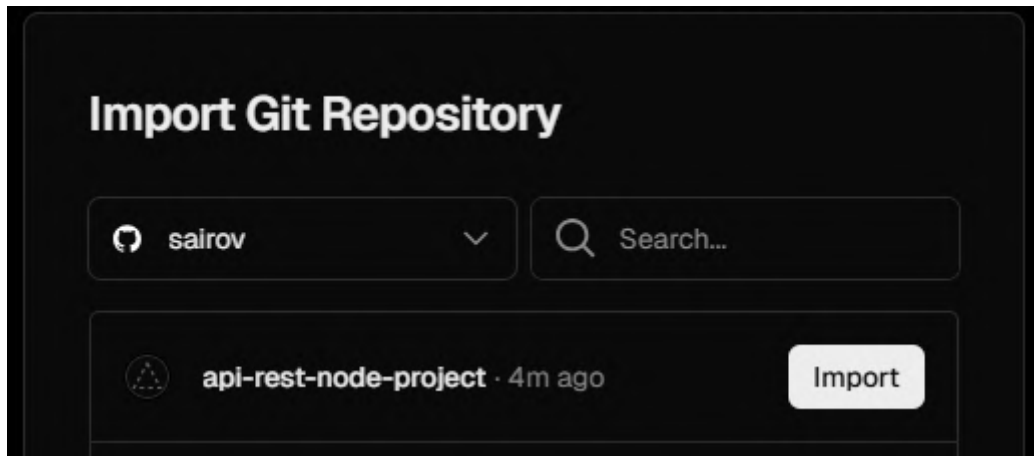 Import Git Repository
sairov
Search...
api-rest-node-project · 4m ago
Import